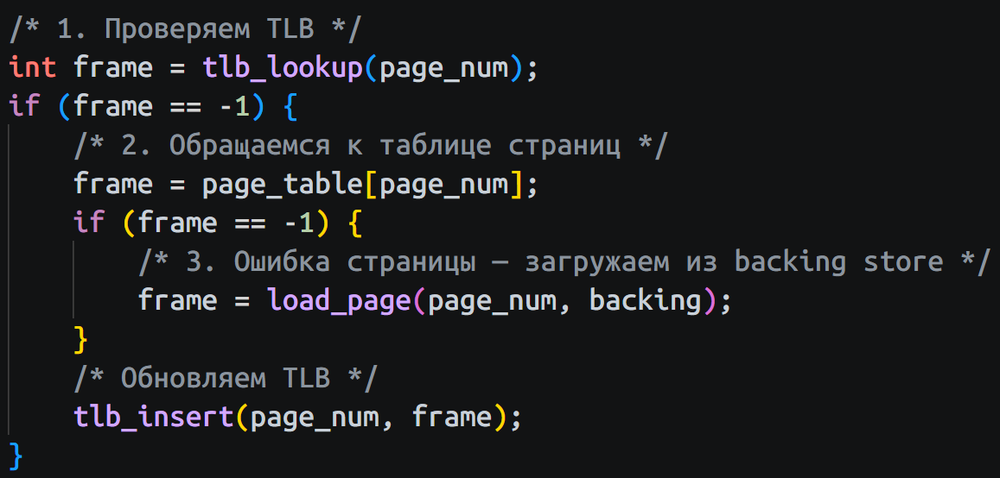 /* 1. Проверяем TLB */
int frame = tlb_lookup(page_num);
if (frame == -1) {
    /* 2. Обращаемся к таблице страниц */
    frame = page_table[page_num];
    if (frame == -1) {
        /* 3. Ошибка страницы — загружаем из backing store */
        frame = load_page(page_num, backing);
    }
    /* Обновляем TLB */
    tlb_insert(page_num, frame);
}